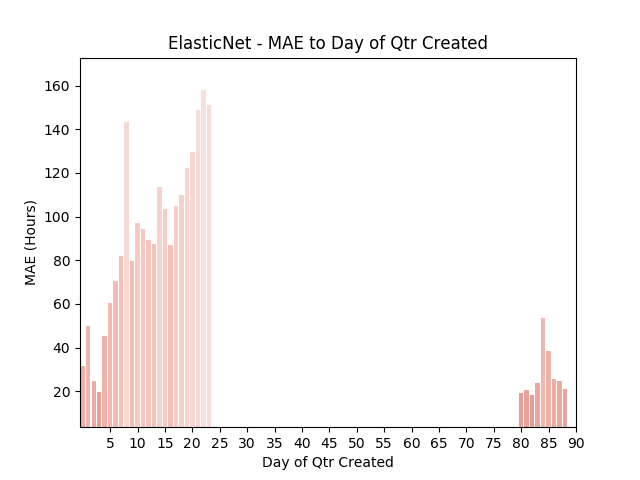 ElasticNet - MAE to Day of Qtr Created
MAE (Hours)
160
140
120
100
80
60
40
20
5 10 15 20 25 30 35 40 45 50 55 60 65 70 75 80 85 90
Day of Qtr Created